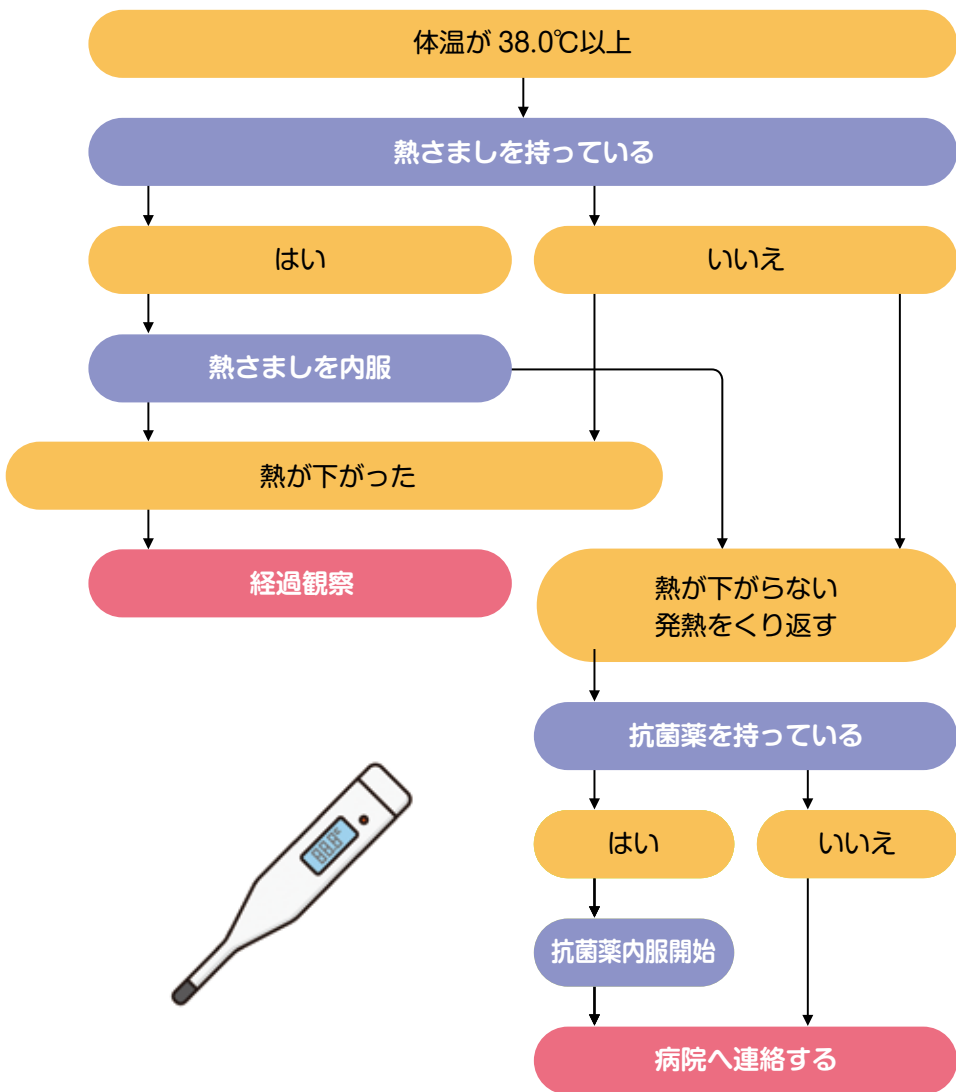 体温が 38.0℃以上
熱さましを持っている
はい
いいえ
熱さましを内服
熱が下がった
経過観察
熱が下がらない
発熱をくり返す
抗菌薬を持っている
はい
いいえ
抗菌薬内服開始
病院へ連絡する